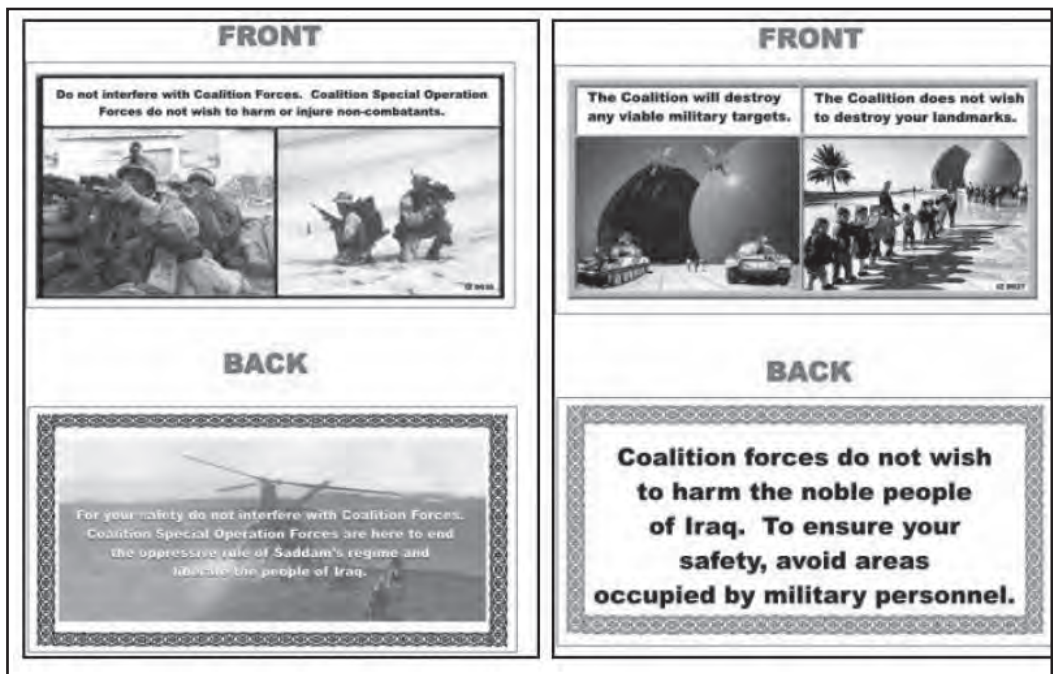 FRONT
Do not interfere with Coalition Forces. Coalition Special Operation
Forces do not wish to harm or injure non-combatants.
BACK
For your safety do not interfere with Coalition Forces.
Coalition Special Operation Forces are here to end
the oppressive rule of Saddam's regime and
liberate the people of Iraq.
FRONT
The Coalition will destroy
any viable military targets.
The Coalition does not wish
to destroy your landmarks.
BACK
Coalition forces do not wish
to harm the noble people
of Iraq. To ensure your
safety, avoid areas
occupied by military personnel.